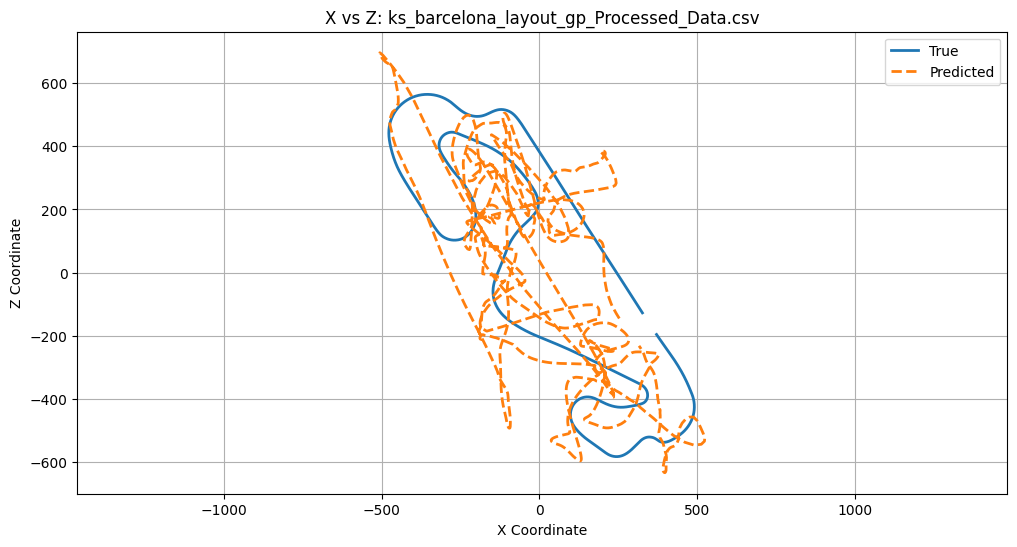 X vs Z: ks_barcelona_layout_gp_Processed_Data.csv
True
Predicted
Z Coordinate
600
400
200
0
−200
−400
−600
−1000
−500
0
500
1000
X Coordinate